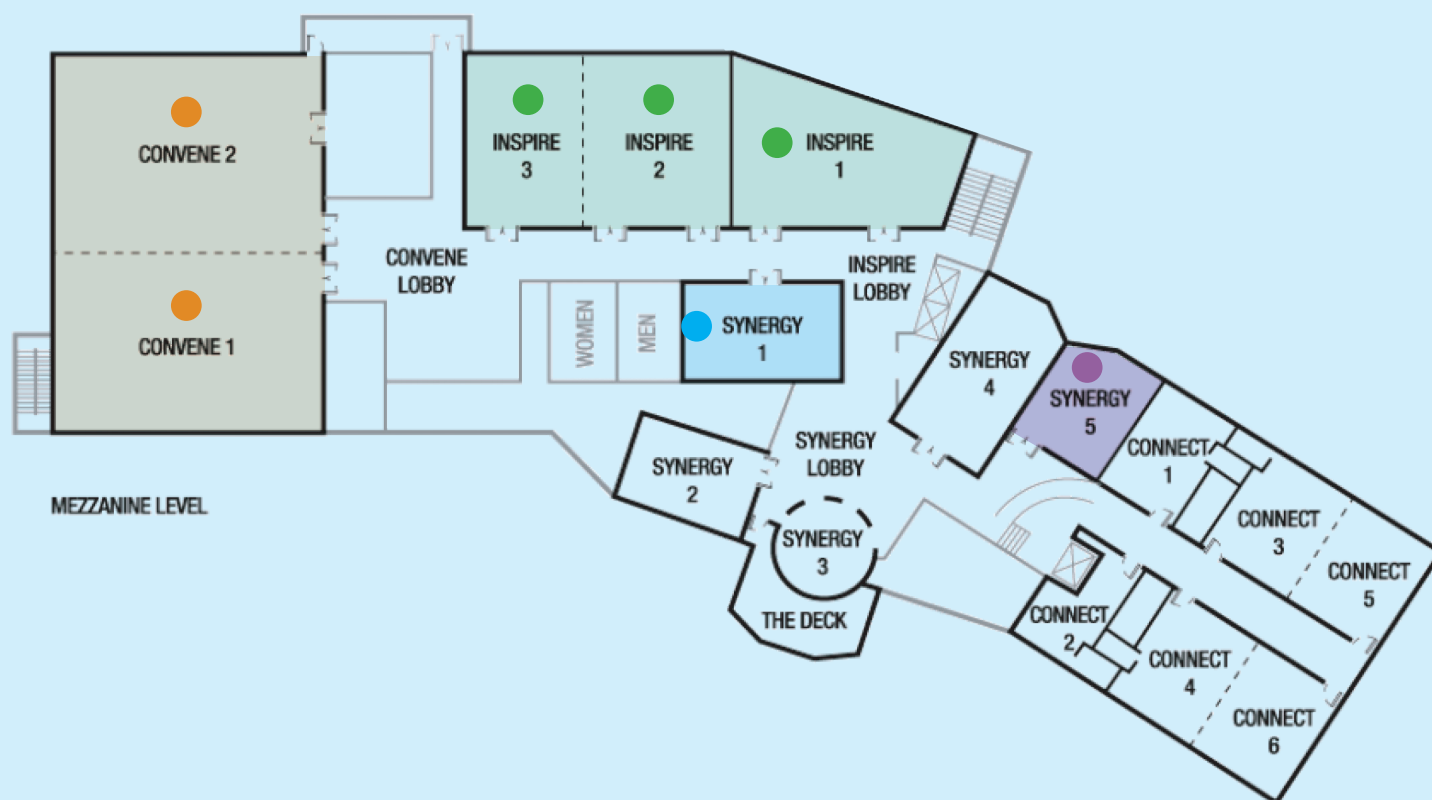 CONVENE 2
INSPIRE
3
INSPIRE
2
INSPIRE
1
CONVENE
LOBBY
INSPIRE
LOBBY
CONVENE 1
WOMEN
MEN
SYNERGY
1
SYNERGY
4
SYNERGY
5
SYNERGY
LOBBY
CONNECT
1
SYNERGY
2
MEZZANINE LEVEL
CONNECT
3
SYNERGY
3
CONNECT
5
THE DECK
CONNECT
2
CONNECT
4
CONNECT
6